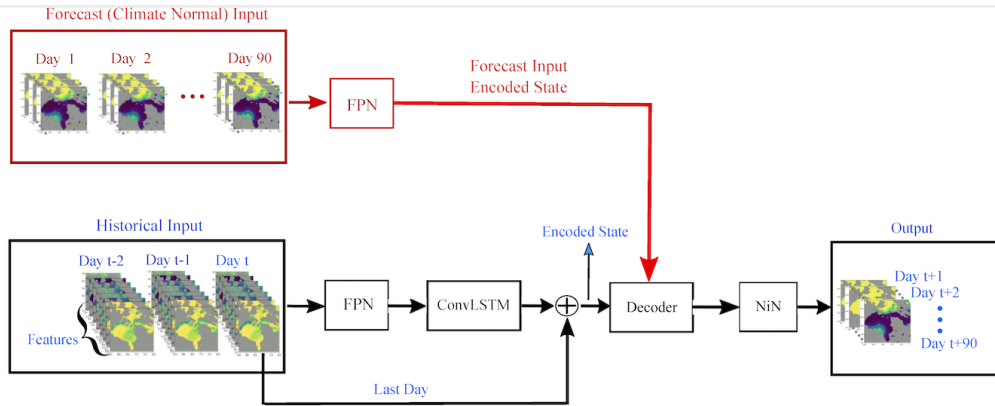 Forecast (Climate Normal) Input
Day 1
Day 2
Day 90
FPN
Forecast Input
Encoded State
Historical Input
Day t-2
Day t-1
Day t
Features
FPN
ConvLSTM
Encoded State
Decoder
NiN
Output
Day t+1
Day t+2
Day t+90
Last Day